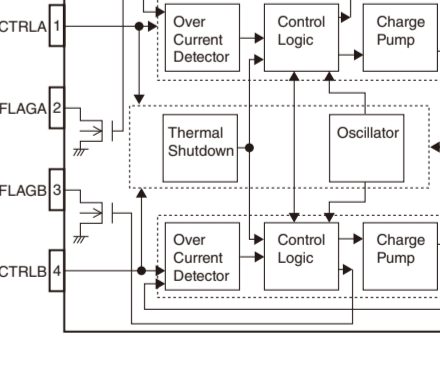 CTRLA 1
Over
Current
Detector
Control
Logic
Charge
Pump
FLAGA 2
Thermal
Shutdown
Oscillator
FLAGB 3
CTRLB 4
Over
Current
Detector
Control
Logic
Charge
Pump